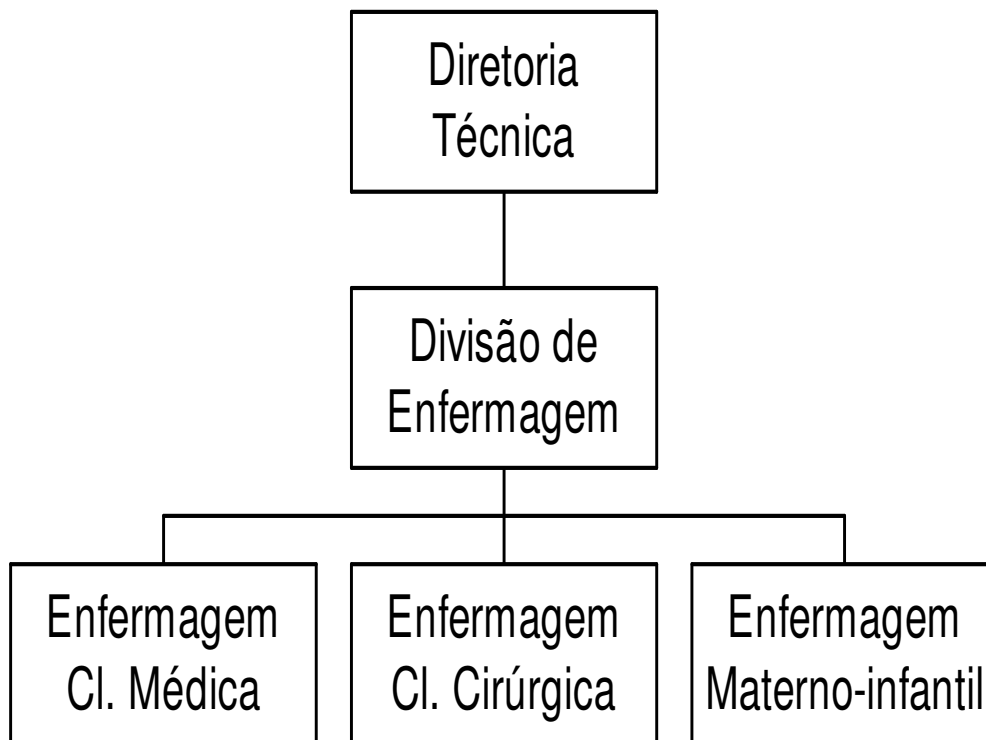 Diretoria
Técnica
Divisão de
Enfermagem
Enfermagem
Cl. Médica
Enfermagem
Cl. Cirúrgica
Enfermagem
Materno-infantil